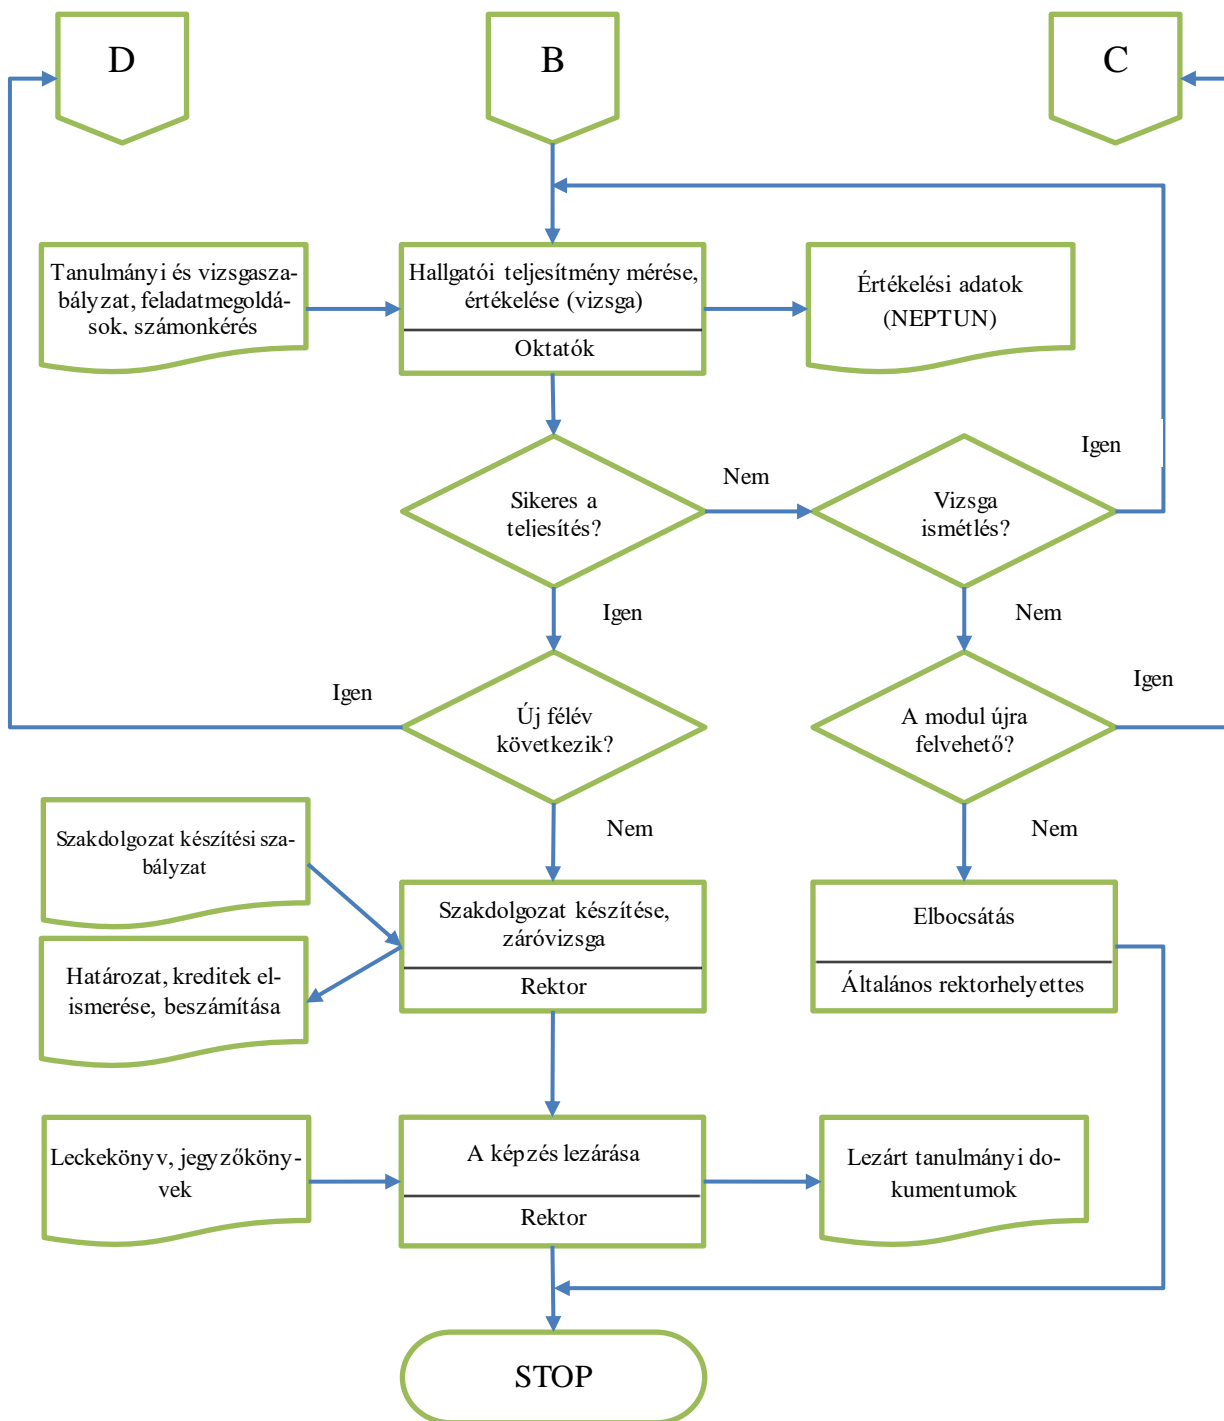 D
B
C
Tanulmányi és vizsgasza-
bályzat, feladatmegoldá-
sok, számonkérés
Hallgatói teljesítmény mérése,
értékelése (vizsga)
Oktatók
Értékelési adatok
(NEPTUN)
Sikeres a
teljesítés?
Nem
Vizsga
ismétlés?
Igen
Igen
Nem
Igen
Új félév
következik?
A modul újra
felvehető?
Igen
Nem
Nem
Szakdolgozat készítési sza-
bályzat
Szakdolgozat készítése,
záróvizsga
Rektor
Elbocsátás
Általános rektorhelyettes
Határozat, kreditek el-
ismerése, beszámítása
Leckekönyv, jegyzőköny-
vek
A képzés lezárása
Rektor
Lezárt tanulmányi do-
kumentumok
STOP